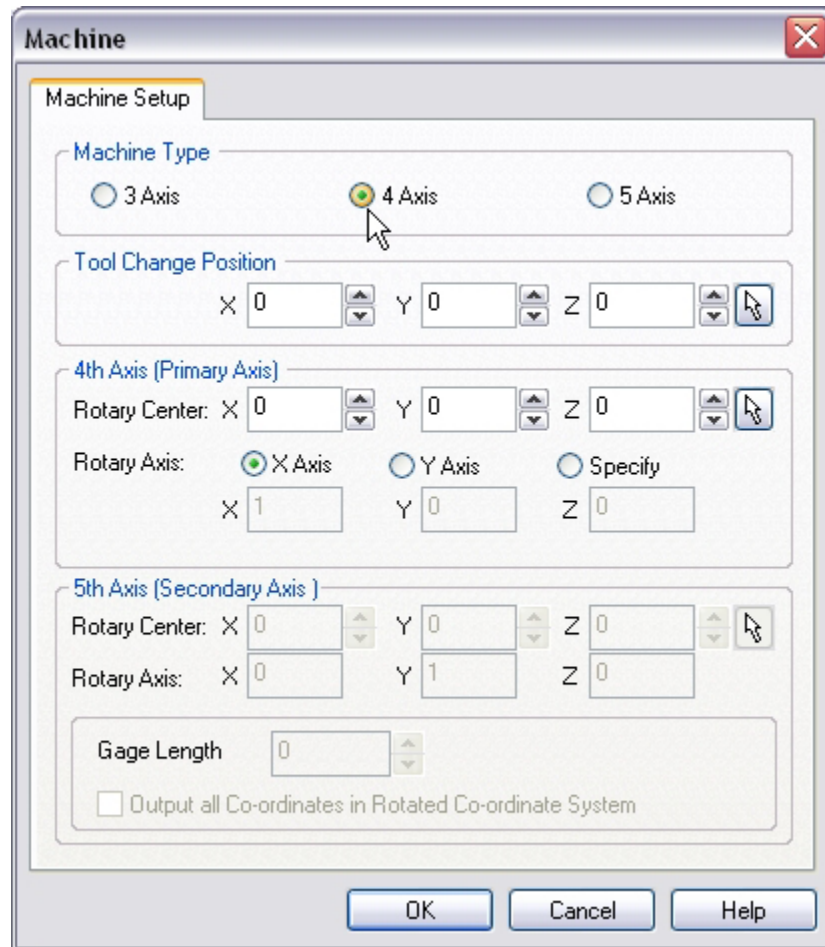 Machine
Machine Setup
Machine Type
3 Axis 4 Axis 5 Axis
Tool Change Position
X 0 Y 0 Z 0
4th Axis (Primary Axis)
Rotary Center: X 0 Y 0 Z 0
Rotary Axis: X Axis Y Axis Specify
X 1 Y 0 Z 0
5th Axis (Secondary Axis )
Rotary Center: X 0 Y 0 Z 0
Rotary Axis: X 0 Y 1 Z 0
Gage Length 0
Output all Co-ordinates in Rotated Co-ordinate System
OK Cancel Help